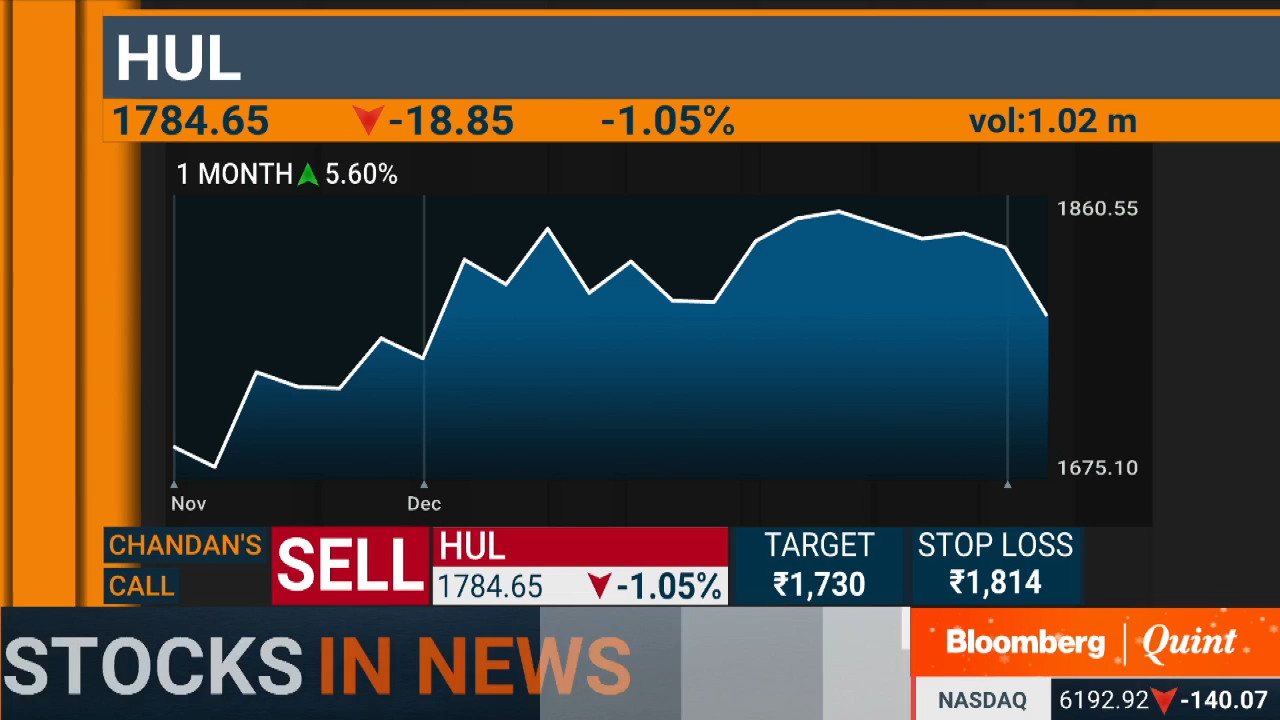 HUL
1784.65 -18.85 -1.05% vol:1.02 m
1 MONTH 5.60%
1860.55
1675.10
Nov Dec
CHANDAN'S CALL
SELL
HUL
1784.65 -1.05%
TARGET
₹1,730
STOP LOSS
₹1,814
STOCKS IN NEWS
Bloomberg | Quint
NASDAQ 6192.92 -140.07